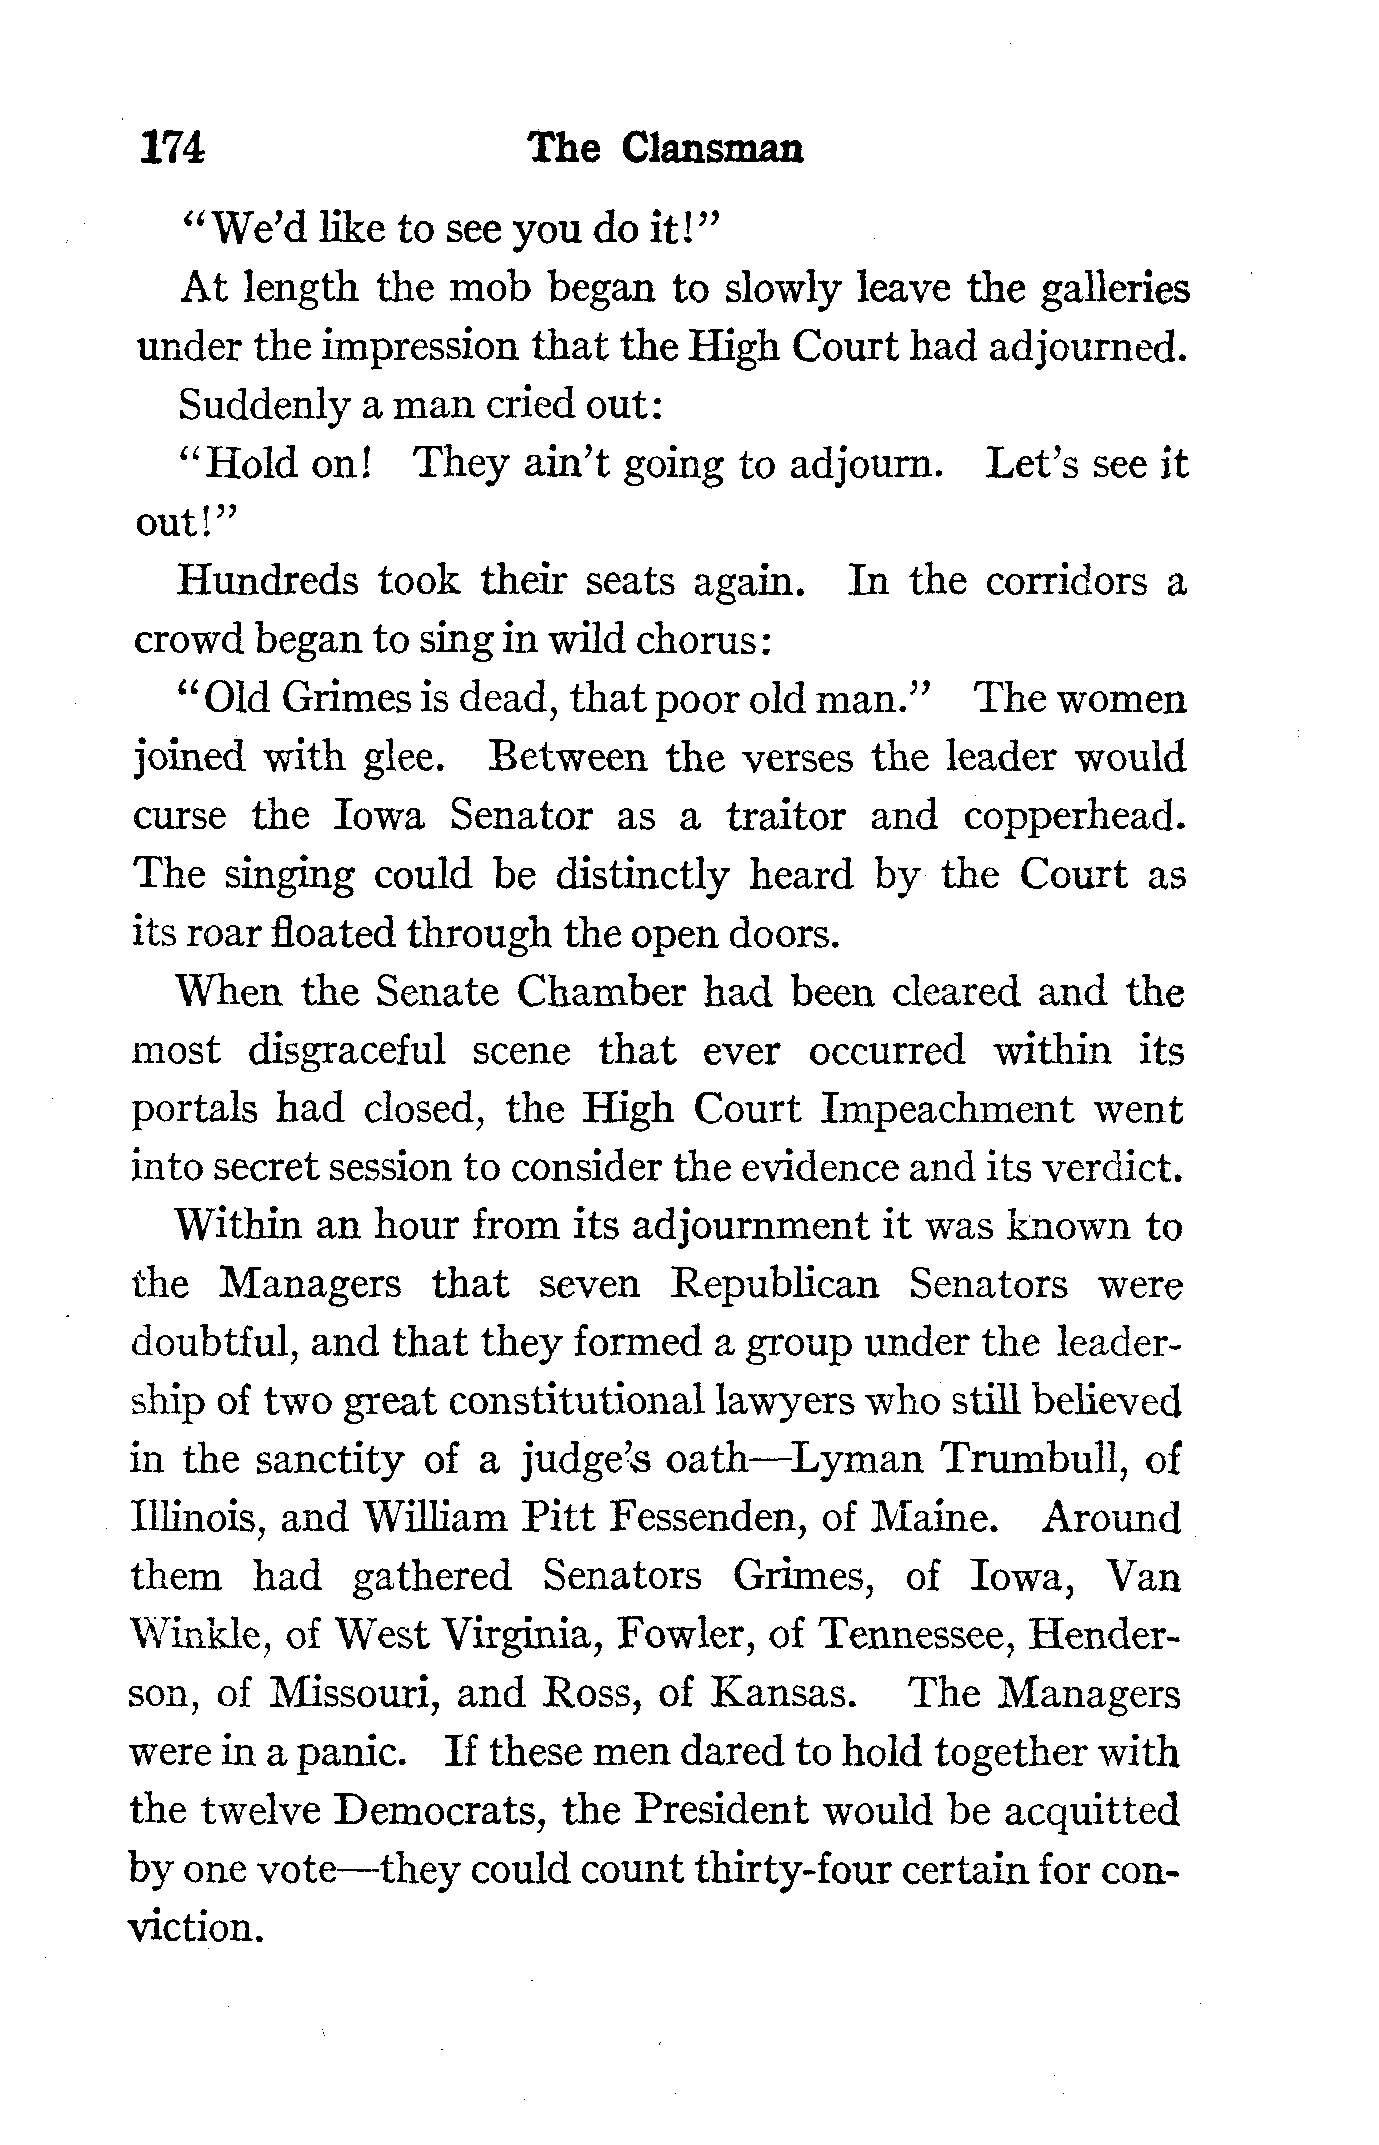 174 The Clansman
“We’d like to see you do it!”
At length the mob began to slowly leave the galleries
under the impression that the High Court had adjourned.
Suddenly a man cried out:
“Hold on! They ain’t going to adjourn. Let’s see it
out!”
Hundreds took their seats again. In the corridors a
crowd began to sing in wild chorus:
“Old Grimes is dead, that poor old man.” The women
joined with glee. Between the verses the leader would
curse the Iowa Senator as a traitor and copperhead.
The singing could be distinctly heard by the Court as
its roar floated through the open doors.
When the Senate Chamber had been cleared and the
most disgraceful scene that ever occurred within its
portals had closed, the High Court Impeachment went
into secret session to consider the evidence and its verdict.
Within an hour from its adjournment it was known to
the Managers that seven Republican Senators were
doubtful, and that they formed a group under the leader-
ship of two great constitutional lawyers who still believed
in the sanctity of a judge’s oath—Lyman Trumbull, of
Illinois, and William Pitt Fessenden, of Maine. Around
them had gathered Senators Grimes, of Iowa, Van
Winkle, of West Virginia, Fowler, of Tennessee, Hender-
son, of Missouri, and Ross, of Kansas. The Managers
were in a panic. If these men dared to hold together with
the twelve Democrats, the President would be acquitted
by one vote—they could count thirty-four certain for con-
viction.